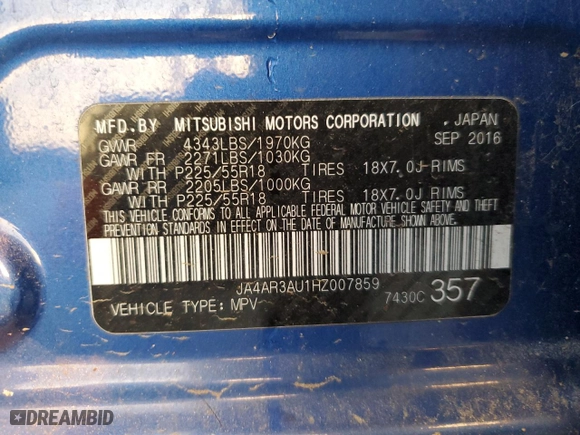 MFD.BY MITSUBISHI MOTORS CORPORATION , JAPAN
GVWR 4343LBS/1970KG SEP 2016
GAWR FR 2271LBS/1030KG
WITH P225/55R18 TIRES 18X7.0J-RIMS
GAWR RR 2205LBS/1000KG
WITH P225/55R18 TIRES 18X7.0J RIMS
THIS VEHICLE CONFORMS TO ALL APPLICABLE FEDERAL MOTOR VEHICLE SAFETY AND THEFT
PREVENTION STANDARDS IN EFFECT ON THE DATE OF MANUFACTURE SHOWN ABOVE.
JA4AR3AU1HZ007859
VEHICLE TYPE: MPV 7430C 357
DREAMBID